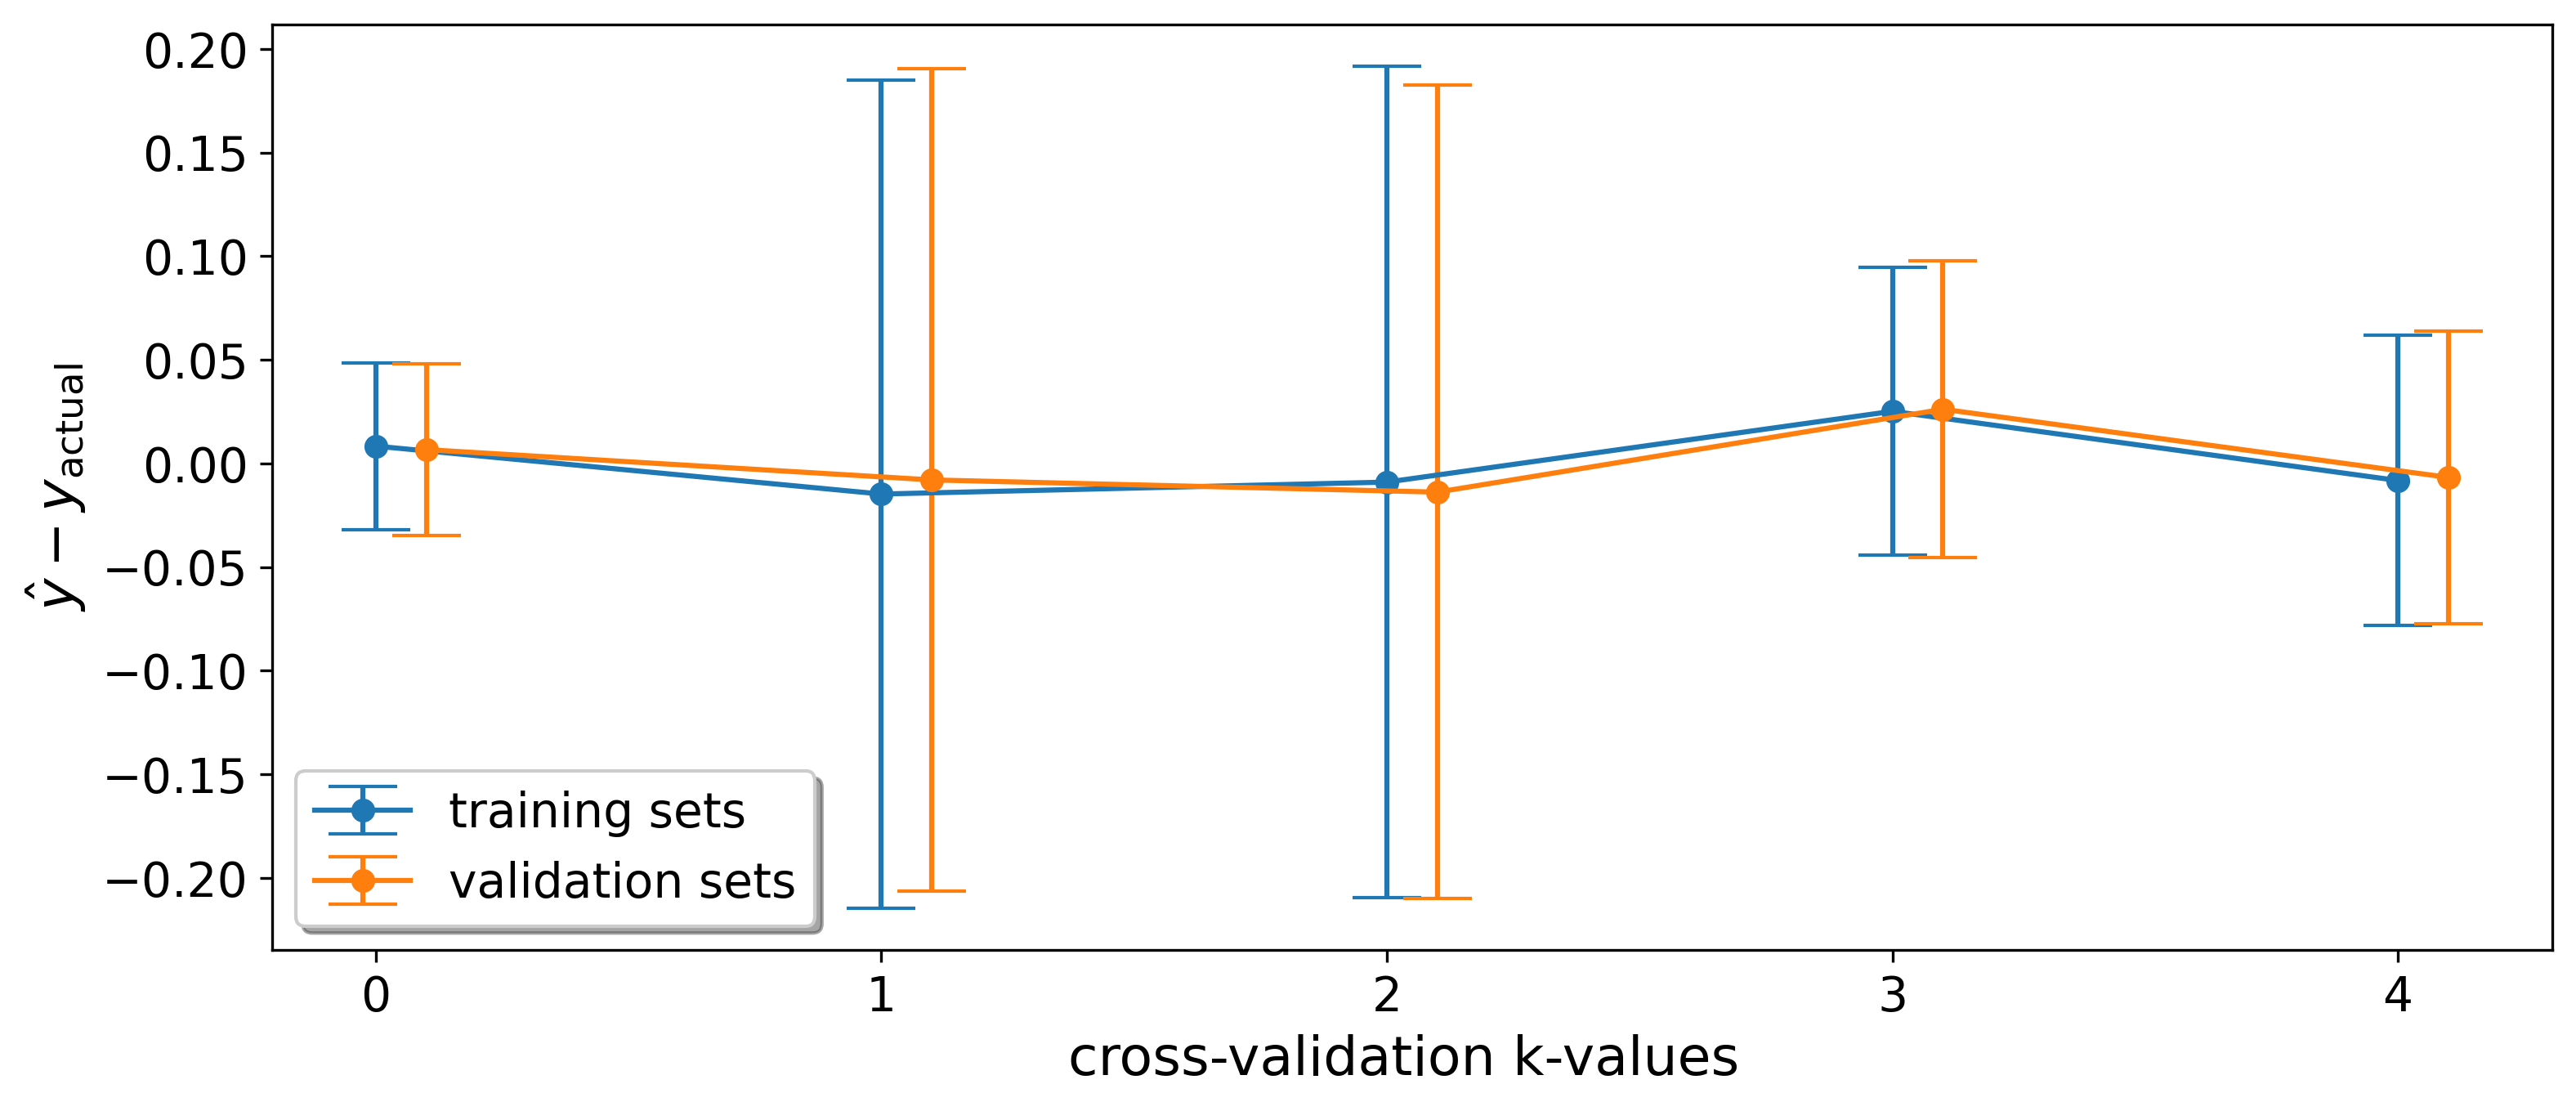 0.20
0.15
0.10
0.05
0.00
−0.05
−0.10
−0.15
−0.20
ŷ − y actual
training sets
validation sets
0 1 2 3 4
cross-validation k-values